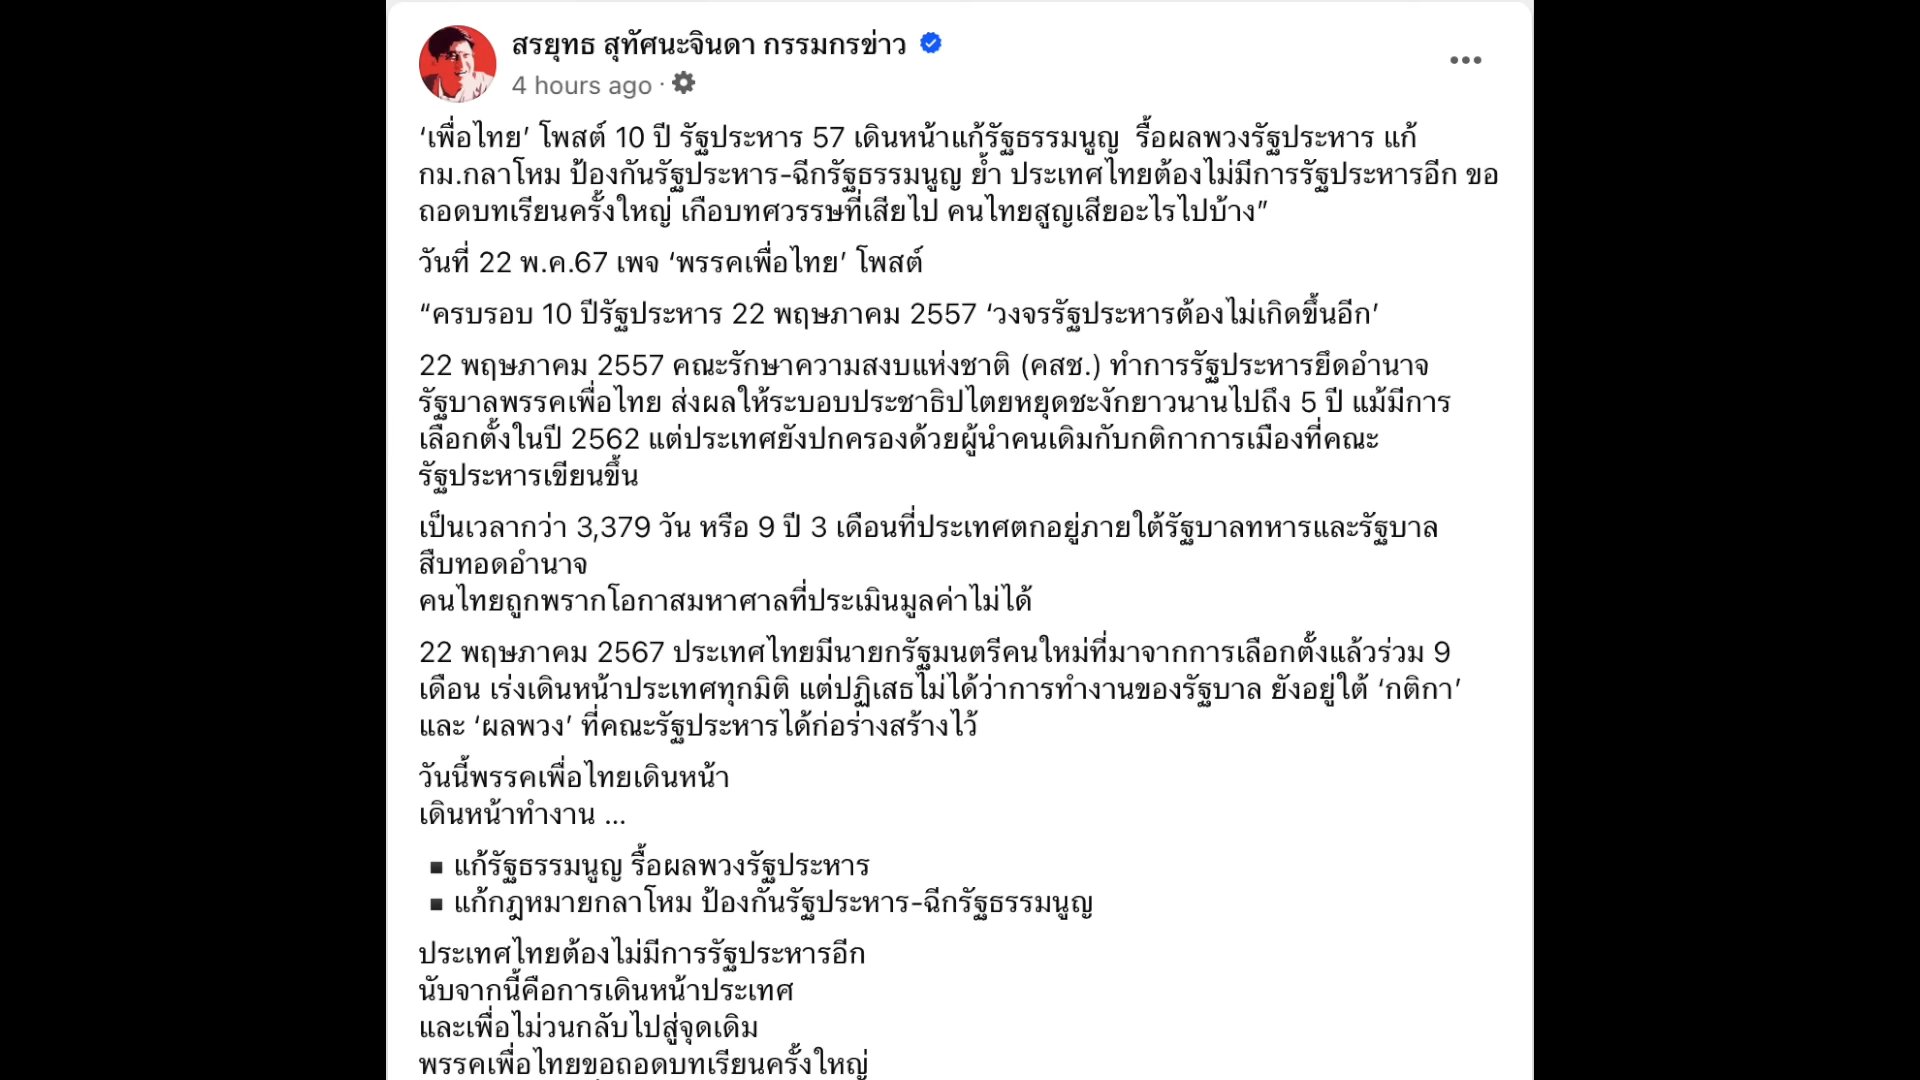 สรยุทธ สุทัศนะจินดา กรรมกรข่าว
4 hours ago ·
‘เพื่อไทย’ โพสต์ 10 ปี รัฐประหาร 57 เดินหน้าแก้รัฐธรรมนูญ รื้อผลพวงรัฐประหาร แก้
กม.กลาโหม ป้องกันรัฐประหาร-ฉีกรัฐธรรมนูญ ย้ำ ประเทศไทยต้องไม่มีการรัฐประหารอีก ขอ
ถอดบทเรียนครั้งใหญ่ เกือบทศวรรษที่เสียไป คนไทยสูญเสียอะไรไปบ้าง”
วันที่ 22 พ.ค.67 เพจ ‘พรรคเพื่อไทย’ โพสต์
“ครบรอบ 10 ปีรัฐประหาร 22 พฤษภาคม 2557 ‘วงจรรัฐประหารต้องไม่เกิดขึ้นอีก’
22 พฤษภาคม 2557 คณะรักษาความสงบแห่งชาติ (คสช.) ทำการรัฐประหารยึดอำนาจ
รัฐบาลพรรคเพื่อไทย ส่งผลให้ระบอบประชาธิปไตยหยุดชะงักยาวนานไปถึง 5 ปี แม้มีการ
เลือกตั้งในปี 2562 แต่ประเทศยังปกครองด้วยผู้นำคนเดิมกับกติกาการเมืองที่คณะ
รัฐประหารเขียนขึ้น
เป็นเวลากว่า 3,379 วัน หรือ 9 ปี 3 เดือนที่ประเทศตกอยู่ภายใต้รัฐบาลทหารและรัฐบาล
สืบทอดอำนาจ
คนไทยถูกพรากโอกาสมหาศาลที่ประเมินมูลค่าไม่ได้
22 พฤษภาคม 2567 ประเทศไทยมีนายกรัฐมนตรีคนใหม่ที่มาจากการเลือกตั้งแล้วร่วม 9
เดือน เร่งเดินหน้าประเทศทุกมิติ แต่ปฏิเสธไม่ได้ว่าการทำงานของรัฐบาล ยังอยู่ใต้ ‘กติกา’
และ ‘ผลพวง’ ที่คณะรัฐประหารได้ก่อร่างสร้างไว้
วันนี้พรรคเพื่อไทยเดินหน้า
เดินหน้าทำงาน ...
▪ แก้รัฐธรรมนูญ รื้อผลพวงรัฐประหาร
▪ แก้กฎหมายกลาโหม ป้องกันรัฐประหาร-ฉีกรัฐธรรมนูญ
ประเทศไทยต้องไม่มีการรัฐประหารอีก
นับจากนี้คือการเดินหน้าประเทศ
และเพื่อไม่วนกลับไปสู่จุดเดิม
พรรคเพื่อไทยขอถอดบทเรียนครั้งใหญ่